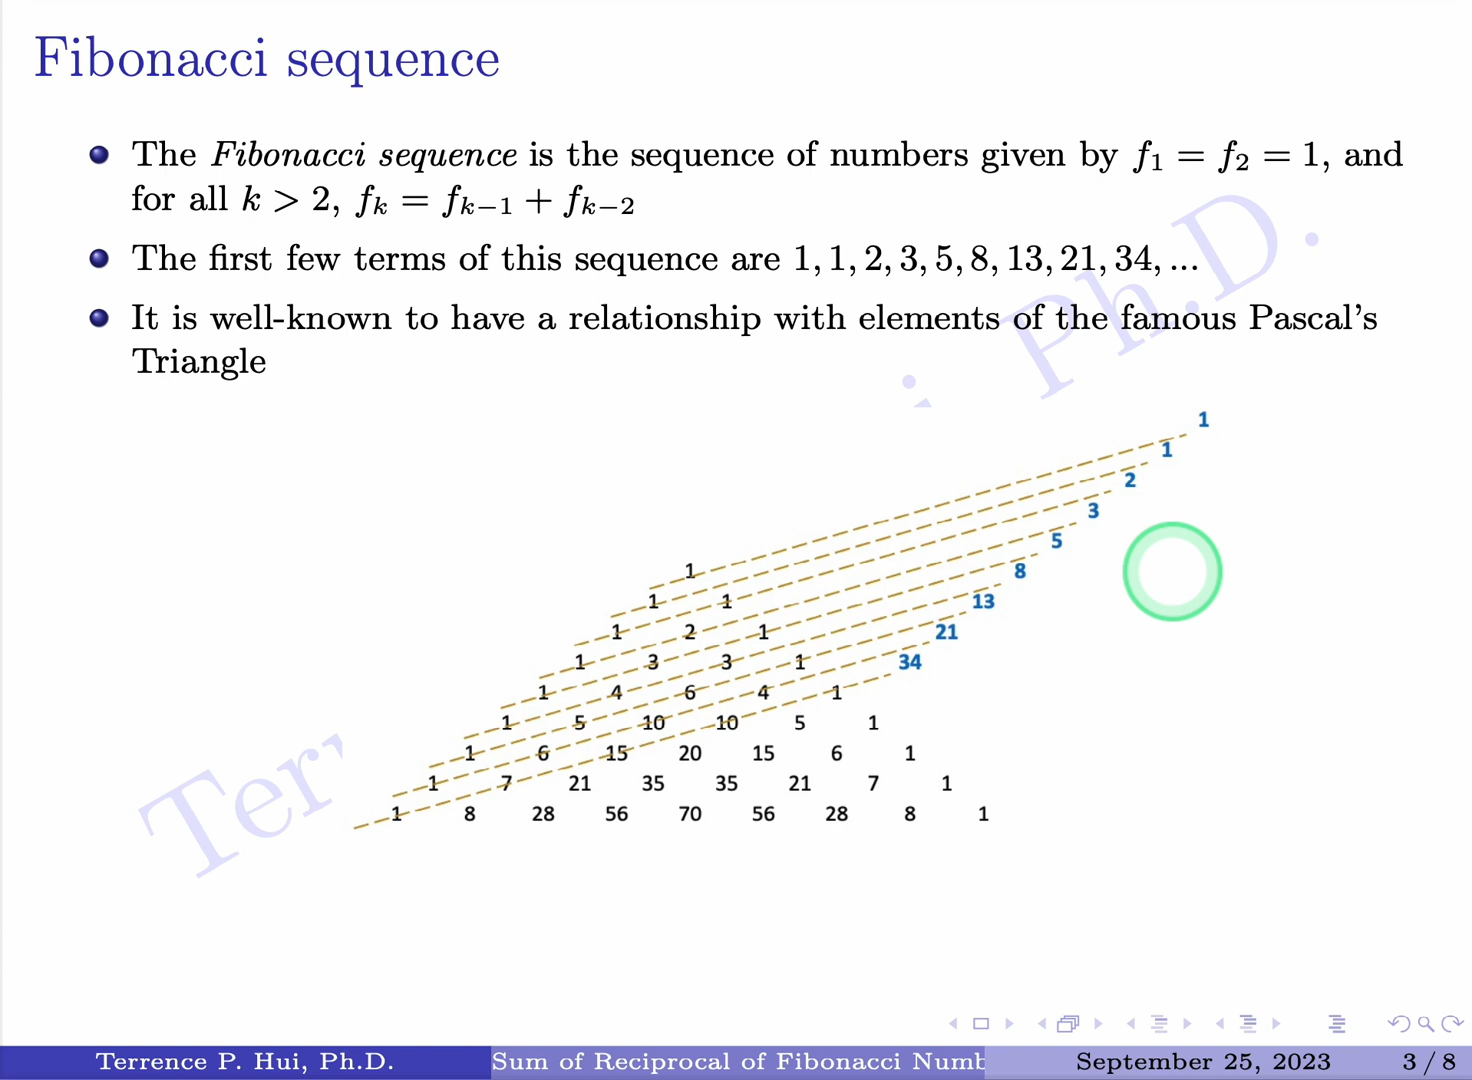 Fibonacci sequence
The Fibonacci sequence is the sequence of numbers given by f₁ = f₂ = 1, and
for all k > 2, fₖ = fₖ₋₁ + fₖ₋₂
The first few terms of this sequence are 1, 1, 2, 3, 5, 8, 13, 21, 34, ...
It is well-known to have a relationship with elements of the famous Pascal's
Triangle
i Ph.D.
1
1
2
3
5
1 8
1 1 13
1 2 1 21
1 3 3 1 34
1 4 6 4 1
1 5 10 10 5 1
1 6 15 20 15 6 1
1 7 21 35 35 21 7 1
1 8 28 56 70 56 28 8 1
Ter
Terrence P. Hui, Ph.D. Sum of Reciprocal of Fibonacci Numb September 25, 2023 3 / 8